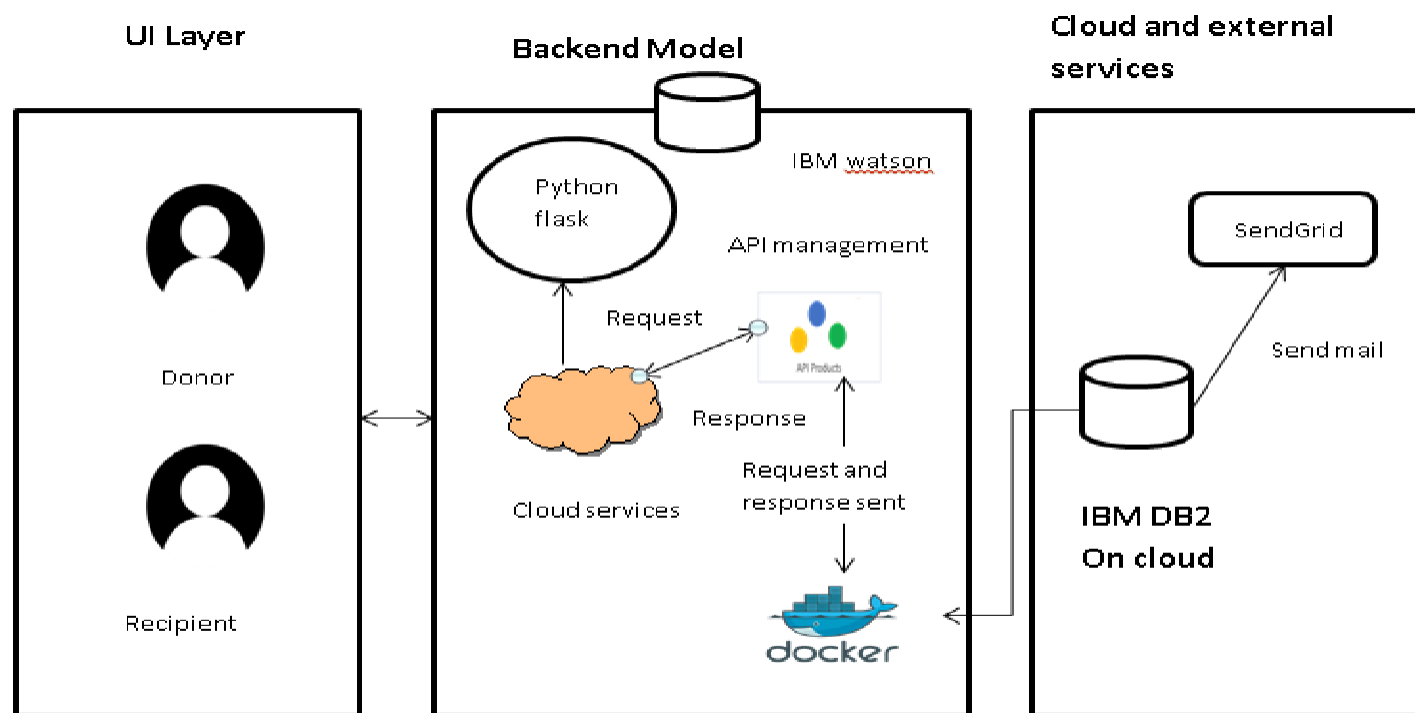 UI Layer
Backend Model
Cloud and external
services
Python
flask
IBM watson
API management
Request
API Products
Response
Request and
response sent
Cloud services
docker
Donor
Recipient
SendGrid
Send mail
IBM DB2
On cloud